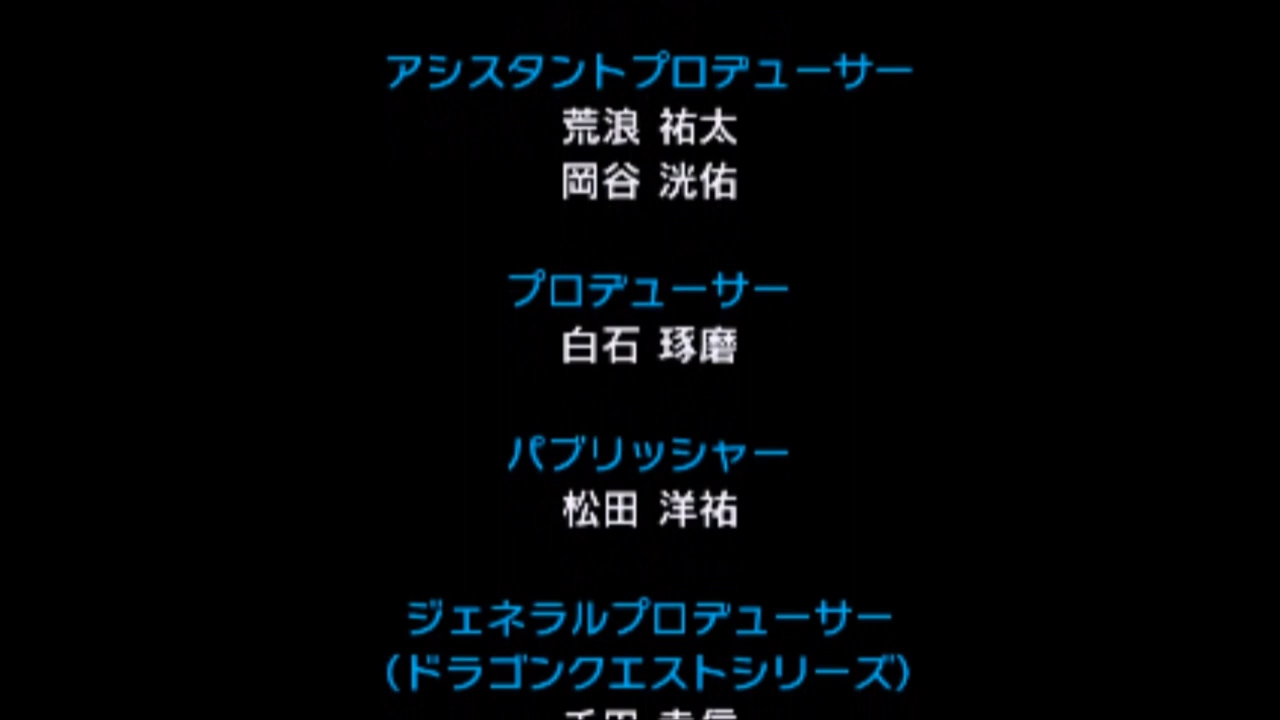 アシスタントプロデューサー
荒浪 祐太
岡谷 洸佑
プロデューサー
白石 琢磨
パブリッシャー
松田 洋祐
ジェネラルプロデューサー
（ドラゴンクエストシリーズ）